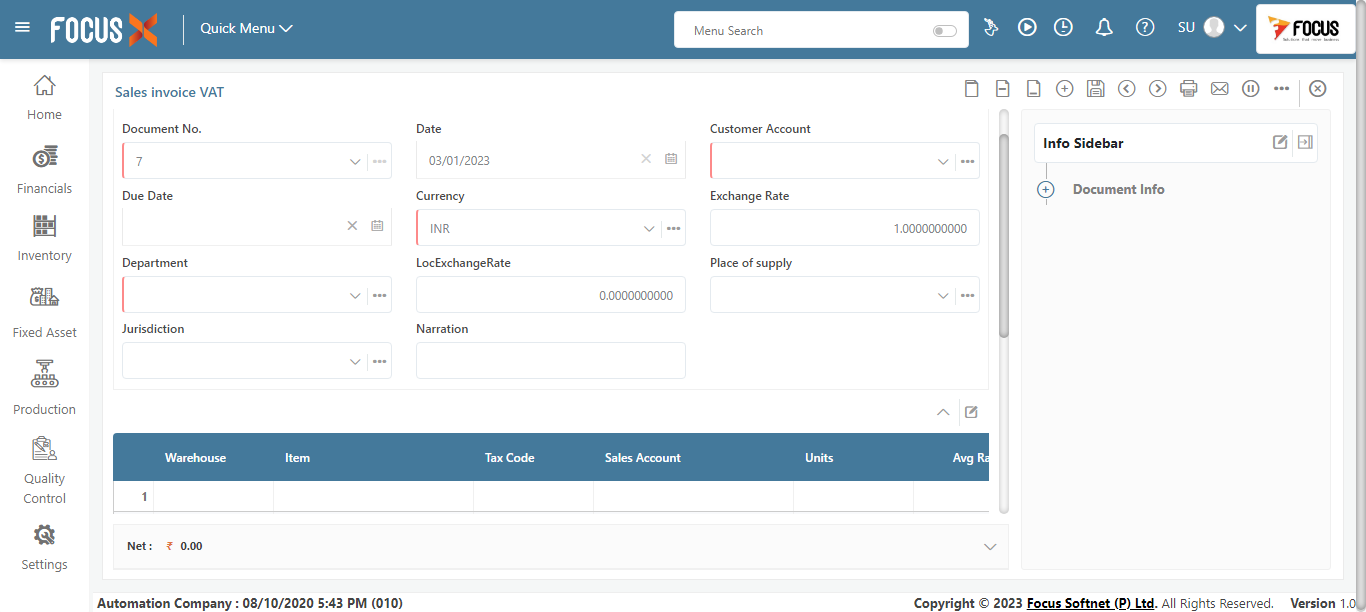 FOCUS X
Quick Menu
Menu Search
SU
FOCUS
Home
Financials
Inventory
Fixed Asset
Production
Quality
Control
Settings
Sales invoice VAT
Document No.
Date
Customer Account
7
03/01/2023
Due Date
Currency
Exchange Rate
INR
1.0000000000
Department
LocExchangeRate
Place of supply
0.0000000000
Jurisdiction
Narration
Warehouse
Item
Tax Code
Sales Account
Units
Avg Ra
1
Net : ₹ 0.00
Info Sidebar
Document Info
Automation Company : 08/10/2020 5:43 PM (010)
Copyright © 2023 Focus Softnet (P) Ltd. All Rights Reserved. Version 1.0